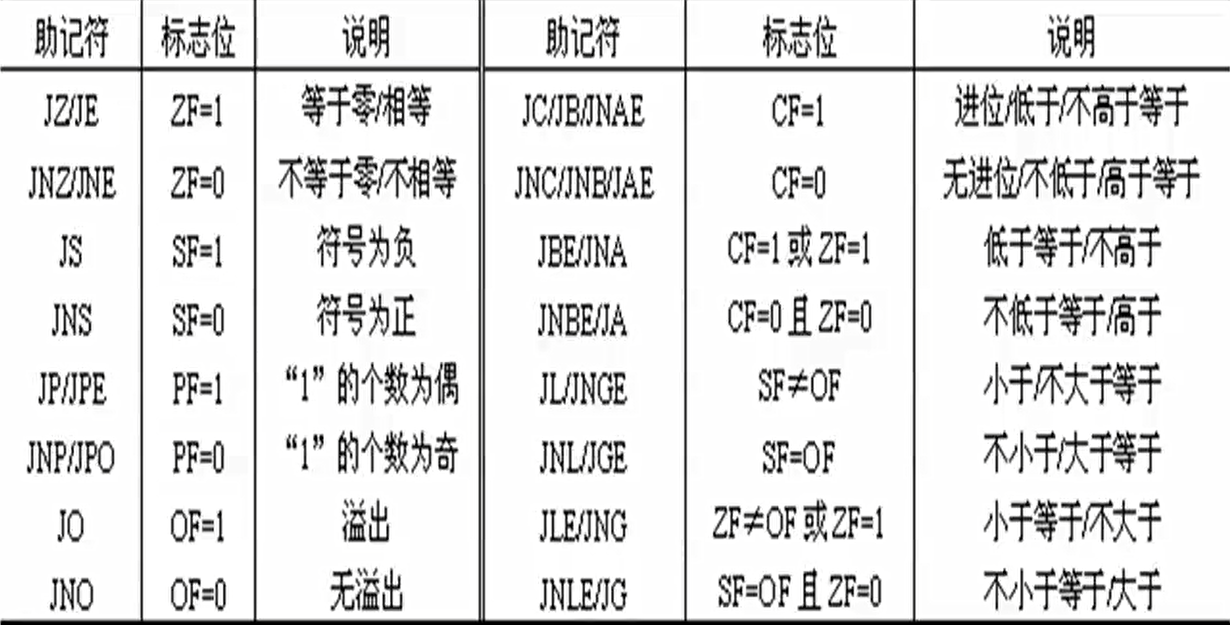 助记符 标志位 说明 助记符 标志位 说明
JZ/JE ZF=1 等于零/相等 JC/JB/JNAE CF=1 进位/低于/不高于等于
JNZ/JNE ZF=0 不等于零/不相等 JNC/JNB/JAE CF=0 无进位/不低于/高于等于
JS SF=1 符号为负 JBE/JNA CF=1 或 ZF=1 低于等于/不高于
JNS SF=0 符号为正 JNBE/JA CF=0 且 ZF=0 不低于等于/高于
JP/JPE PF=1 “1” 的个数为偶 JL/JNGE SF≠OF 小于/不大于等于
JNP/JPO PF=0 “1” 的个数为奇 JNL/JGE SF=OF 不小于/大于等于
JO OF=1 溢出 JLE/JNG ZF≠OF 或 ZF=1 小于等于/不大于
JNO OF=0 无溢出 JNLE/JG SF=OF 且 ZF=0 不小于等于/大于